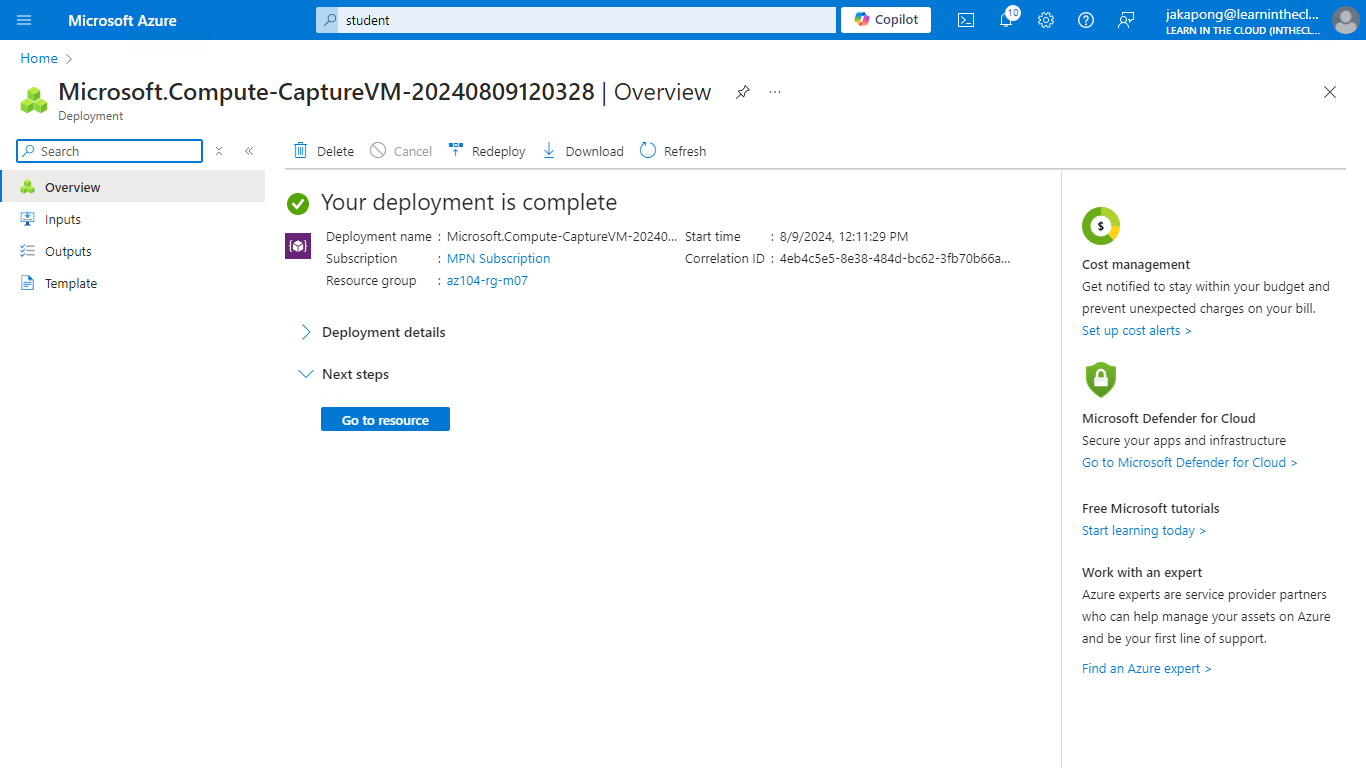 Microsoft Azure
student
Copilot
10
jakapong@learninthecl...
LEARN IN THE CLOUD (INTHECL...
Home
Microsoft.Compute-CaptureVM-20240809120328 | Overview
Deployment
Search
Delete
Cancel
Redeploy
Download
Refresh
Overview
Inputs
Outputs
Template
Your deployment is complete
Deployment name : Microsoft.Compute-CaptureVM-20240...
Start time : 8/9/2024, 12:11:29 PM
Subscription : MPN Subscription
Correlation ID : 4eb4c5e5-8e38-484d-bc62-3fb70b66a...
Resource group : az104-rg-m07
Deployment details
Next steps
Go to resource
$
Cost management
Get notified to stay within your budget and
prevent unexpected charges on your bill.
Set up cost alerts >
Microsoft Defender for Cloud
Secure your apps and infrastructure
Go to Microsoft Defender for Cloud >
Free Microsoft tutorials
Start learning today >
Work with an expert
Azure experts are service provider partners
who can help manage your assets on Azure
and be your first line of support.
Find an Azure expert >